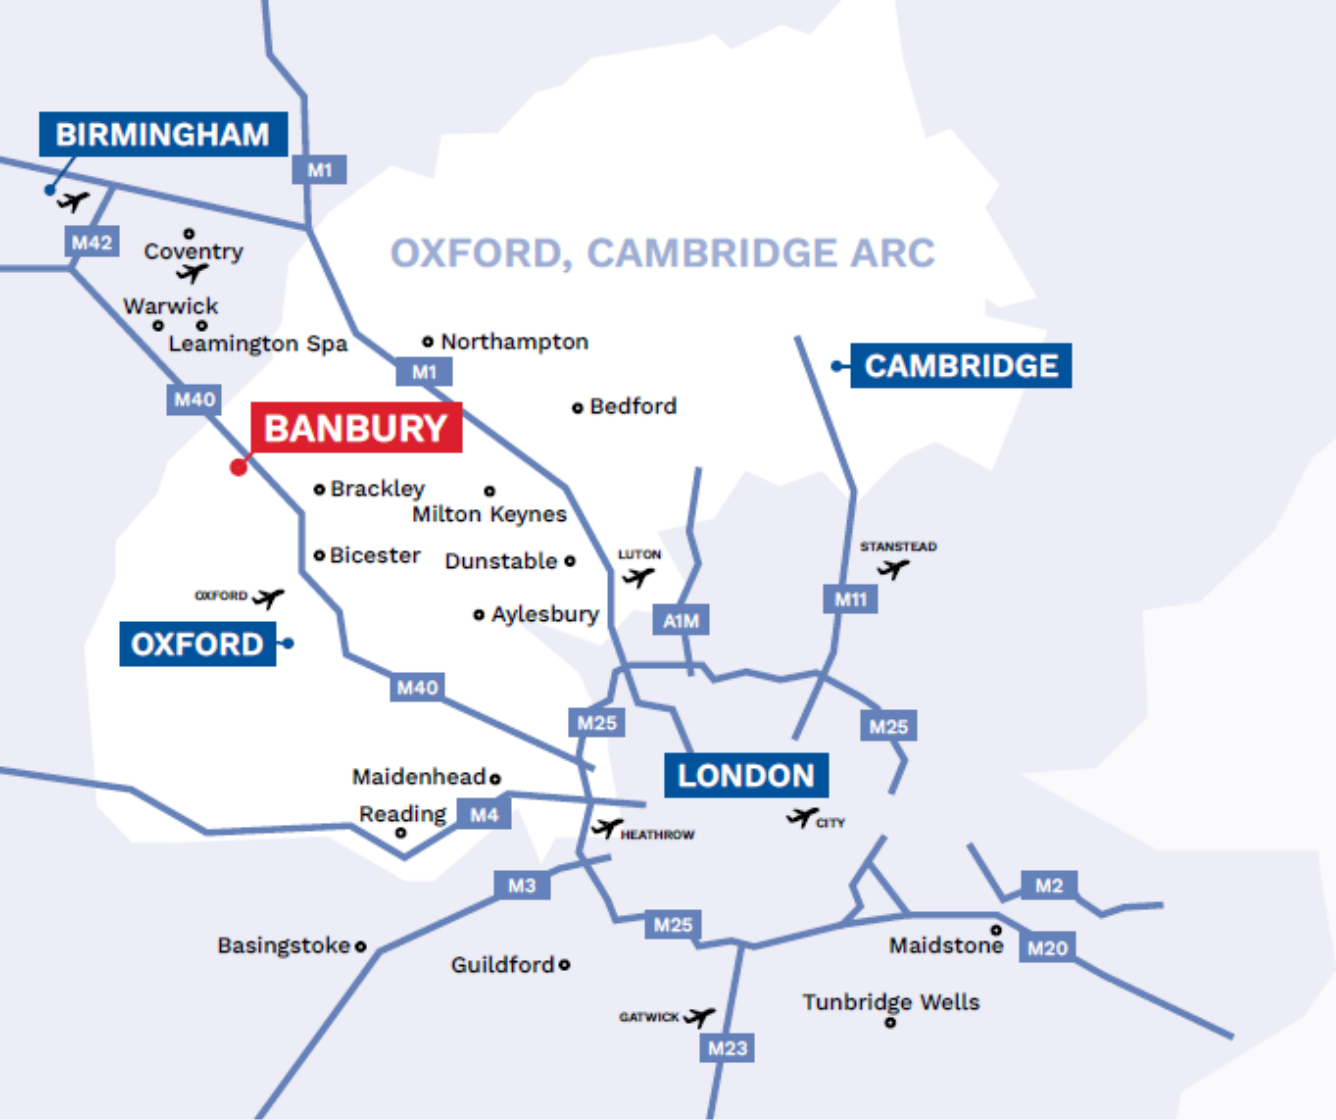 BIRMINGHAM
M1
M42
Coventry
OXFORD, CAMBRIDGE ARC
Warwick
Leamington Spa
Northampton
M1
CAMBRIDGE
M40
BANBURY
Bedford
Brackley
Milton Keynes
Bicester
Dunstable
LUTON
STANSTEAD
OXFORD
Aylesbury
A1M
M11
OXFORD
M40
M25
M25
Maidenhead
LONDON
Reading
M4
HEATHROW
CITY
M3
M2
M25
Basingstoke
Guildford
Maidstone
M20
Tunbridge Wells
GATWICK
M23